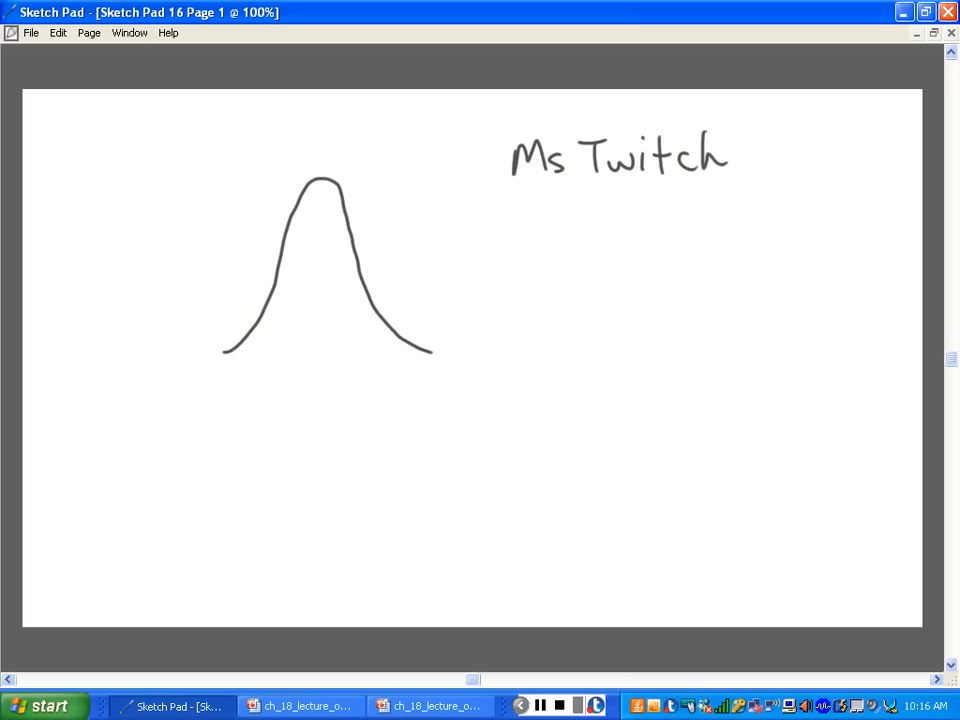 Sketch Pad - [Sketch Pad 16 Page 1 @ 100%]
File Edit Page Window Help
Ms Twitch
start Sketch Pad - [Sk... ch_18_lecture_o... ch_18_lecture_o... 10:16 AM